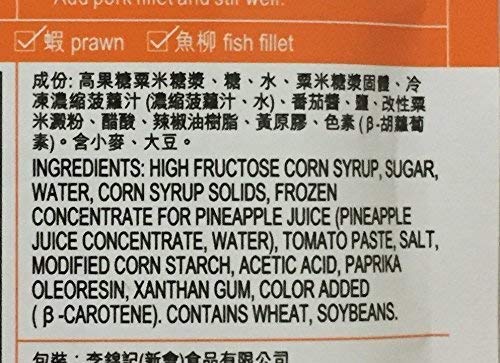 Add pork fillet and stir well.
蝦 prawn 魚柳 fish fillet
成份: 高果糖粟米糖漿、糖、水、粟米糖漿固體、冷
凍濃縮菠蘿汁 (濃縮菠蘿汁、水)、番茄醬、鹽、改性粟
米澱粉、醋酸、辣椒油樹脂、黃原膠、色素 (β-胡蘿蔔
素)。含小麥、大豆。
INGREDIENTS: HIGH FRUCTOSE CORN SYRUP, SUGAR,
WATER, CORN SYRUP SOLIDS, FROZEN
CONCENTRATE FOR PINEAPPLE JUICE (PINEAPPLE
JUICE CONCENTRATE, WATER), TOMATO PASTE, SALT,
MODIFIED CORN STARCH, ACETIC ACID, PAPRIKA
OLEORESIN, XANTHAN GUM, COLOR ADDED
(β-CAROTENE). CONTAINS WHEAT, SOYBEANS.
包裝：李錦記(新會)食品有限公司